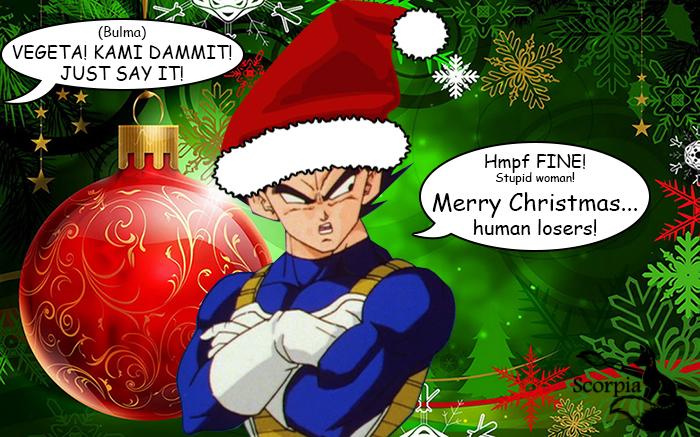 (Bulma)
VEGETA! KAMI DAMMIT!
JUST SAY IT!
Hmpf FINE!
Stupid woman!
Merry Christmas...
human losers!
Scorpia